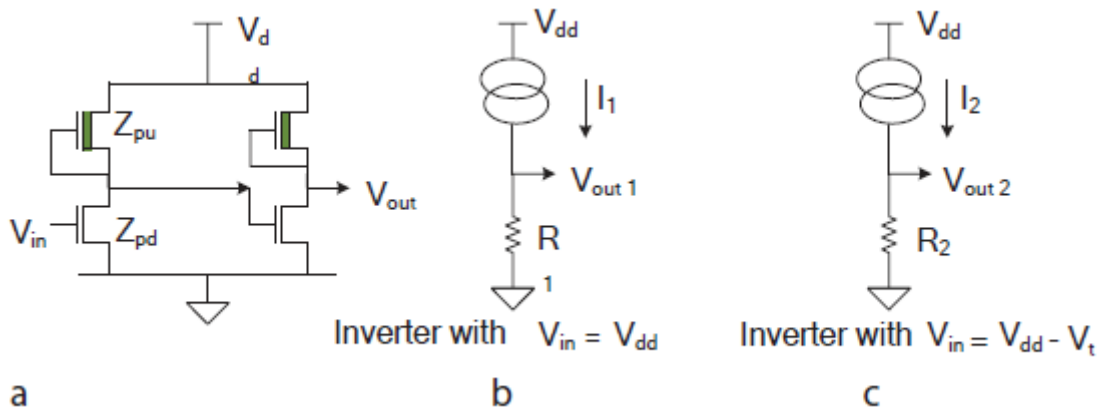 V_d
d
Z_pu
V_in
Z_pd
V_out
a
V_dd
I_1
V_out 1
R
1
Inverter with V_in = V_dd
b
V_dd
I_2
V_out 2
R_2
Inverter with V_in = V_dd - V_t
c